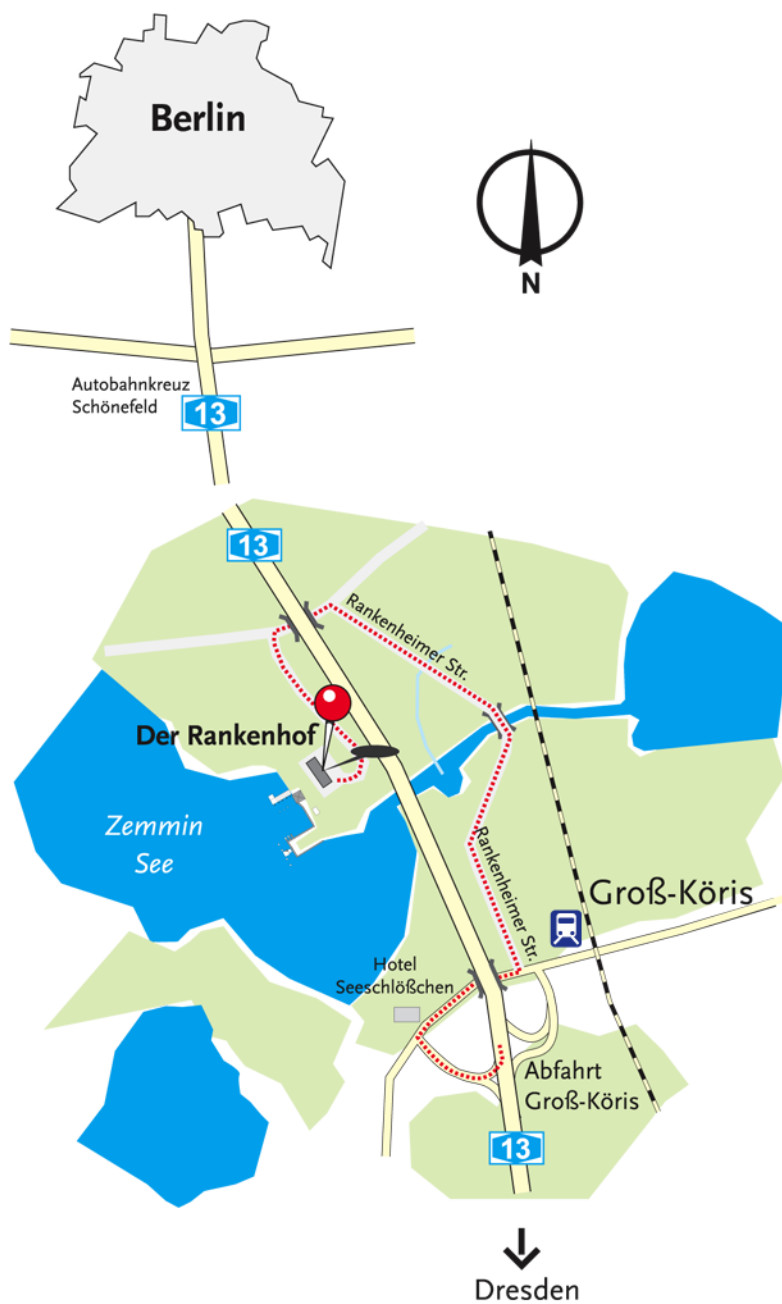 Berlin
N
Autobahnkreuz
Schönefeld
13
13
Rankenheimer Str.
Der Rankenhof
Zemmin
See
Rankenheimer Str.
Groß-Köris
Hotel
Seeschlößchen
Abfahrt
Groß-Köris
13
Dresden